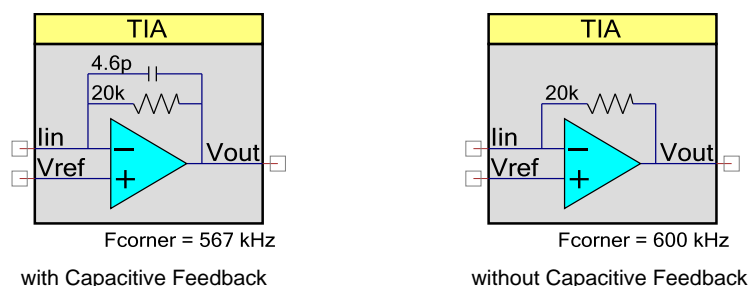 TIA
4.6p
20k
Iin
Vref
Vout
Fcorner = 567 kHz
with Capacitive Feedback
TIA
20k
Iin
Vref
Vout
Fcorner = 600 kHz
without Capacitive Feedback